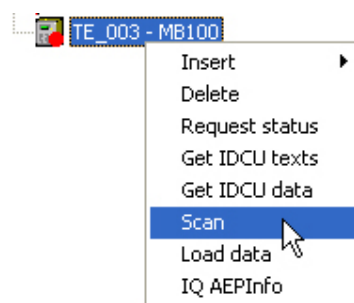 TE_003 - MB100
Insert
Delete
Request status
Get IDCU texts
Get IDCU data
Scan
Load data
IQ AEPInfo